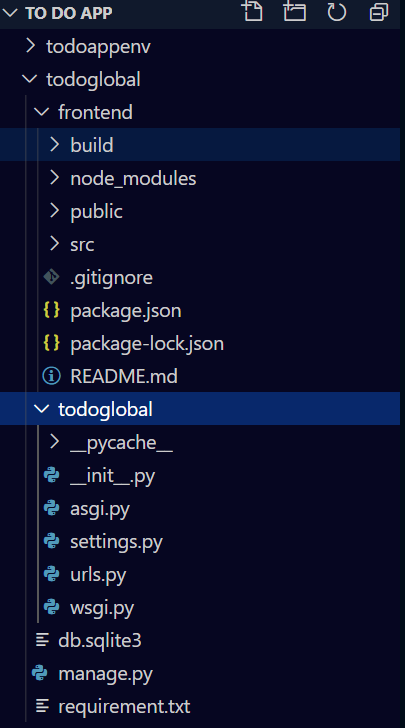 TO DO APP
todoappenv
todoglobal
frontend
build
node_modules
public
src
.gitignore
package.json
package-lock.json
README.md
todoglobal
__pycache__
__init__.py
asgi.py
settings.py
urls.py
wsgi.py
db.sqlite3
manage.py
requirement.txt